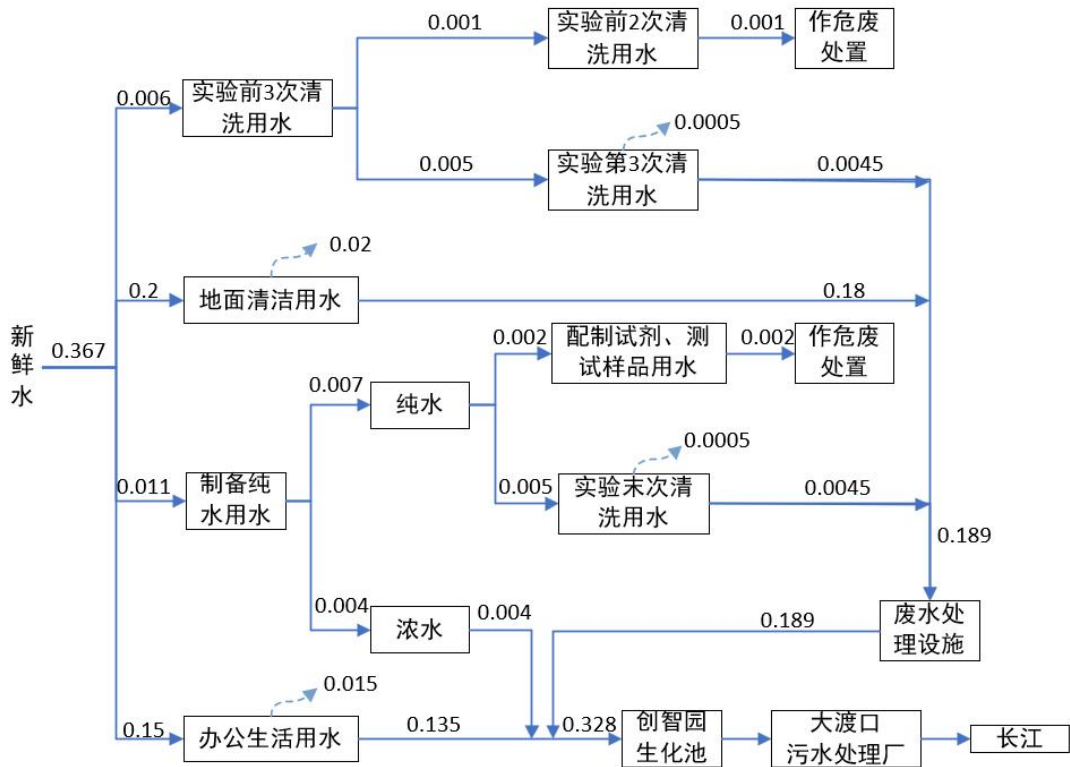 0.001
实验前2次清
洗用水
0.001
作危废
处置
0.006
实验前3次清
洗用水
0.005
实验第3次清
洗用水
0.0005
0.0045
0.02
0.2
地面清洁用水
0.18
新
鲜
水
0.367
0.002
配制试剂、测
试样品用水
0.002
作危废
处置
0.007
纯水
0.0005
0.011
制备纯
水用水
0.005
实验末次清
洗用水
0.0045
0.189
0.004
浓水
0.004
0.189
废水处
理设施
0.015
0.15
办公生活用水
0.135
0.328
创智园
生化池
大渡口
污水处理厂
长江